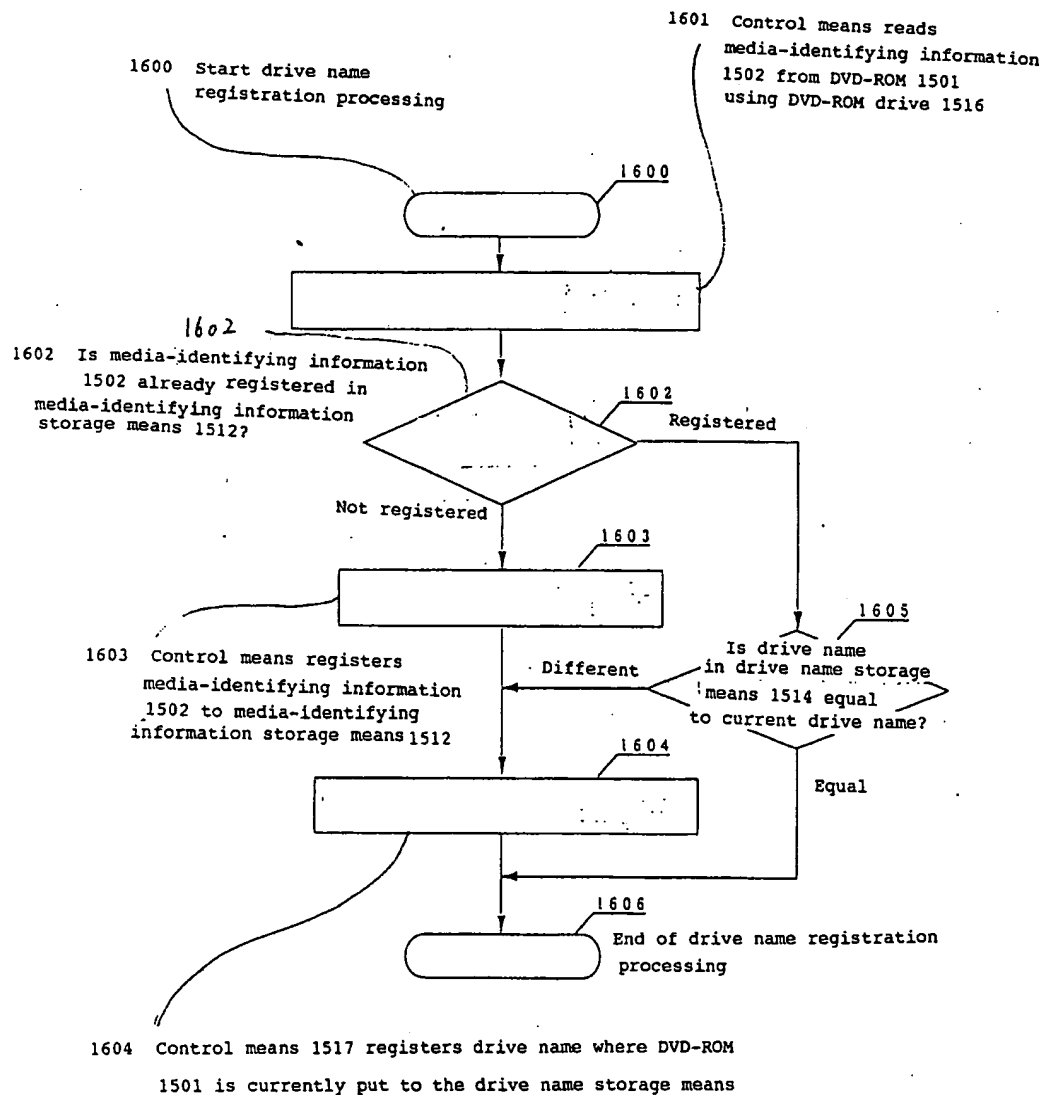 1601 Control means reads
media-identifying information
1502 from DVD-ROM 1501
using DVD-ROM drive 1516
1600 Start drive name
registration processing
1600
1602
1602 Is media-identifying information
1502 already registered in
media-identifying information
storage means 1512?
1602
Registered
Not registered
1603
1605
Is drive name
in drive name storage
means 1514 equal
to current drive name?
Different
1603 Control means registers
media-identifying information
1502 to media-identifying
information storage means 1512
1604
Equal
1606
End of drive name registration
processing
1604 Control means 1517 registers drive name where DVD-ROM
1501 is currently put to the drive name storage means